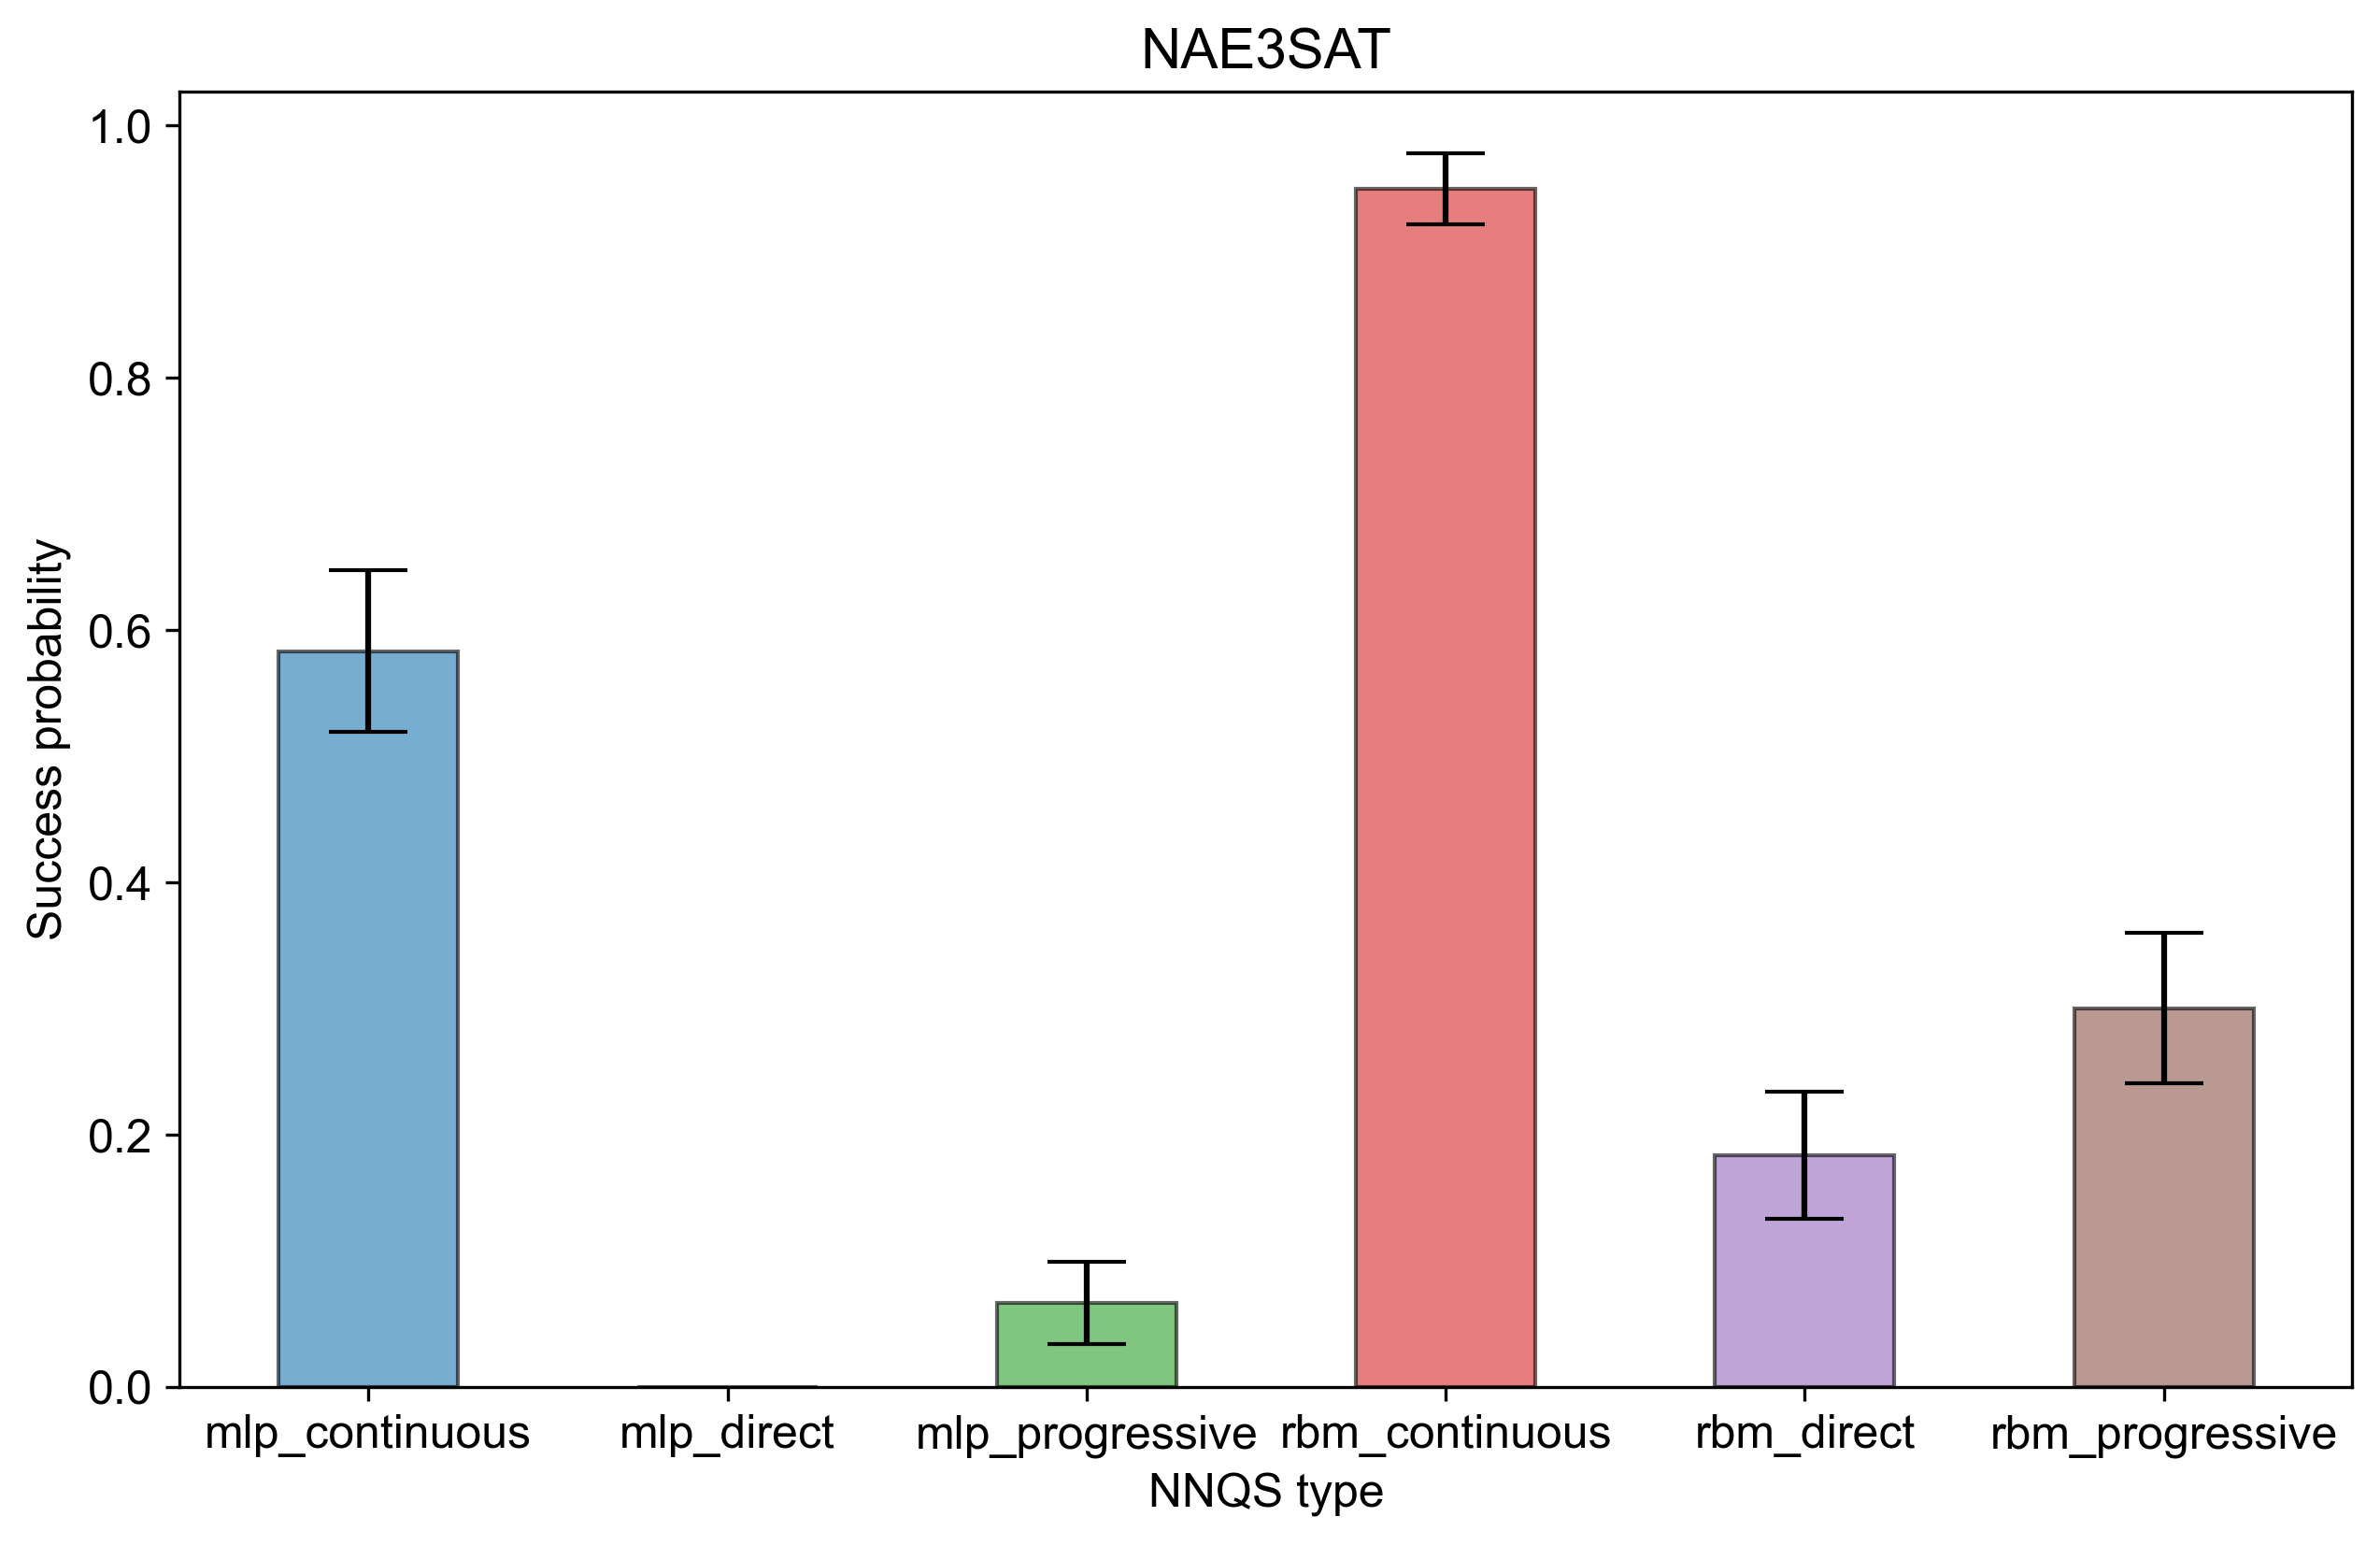 NAE3SAT
1.0
0.8
0.6
0.4
0.2
0.0
Success probability
mlp_continuous mlp_direct mlp_progressive rbm_continuous rbm_direct rbm_progressive
NNQS type